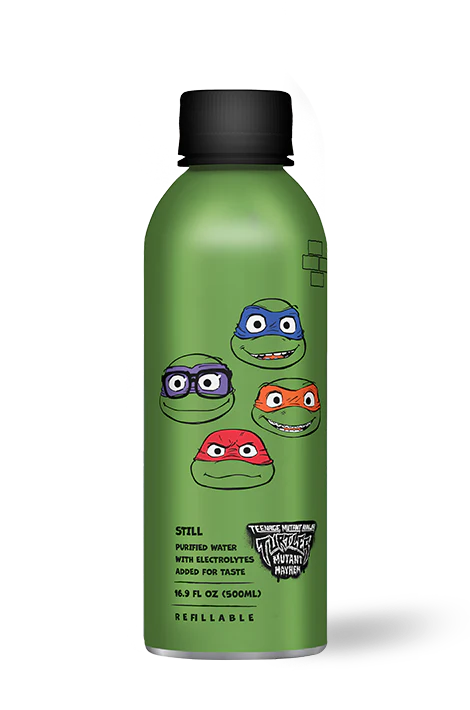 STILL
PURIFIED WATER
WITH ELECTROLYTES
ADDED FOR TASTE
16.9 FL OZ (500ML)
REFILLABLE
TEENAGE MUTANT NINJA
TURTLES
MUTANT
MAYHEM